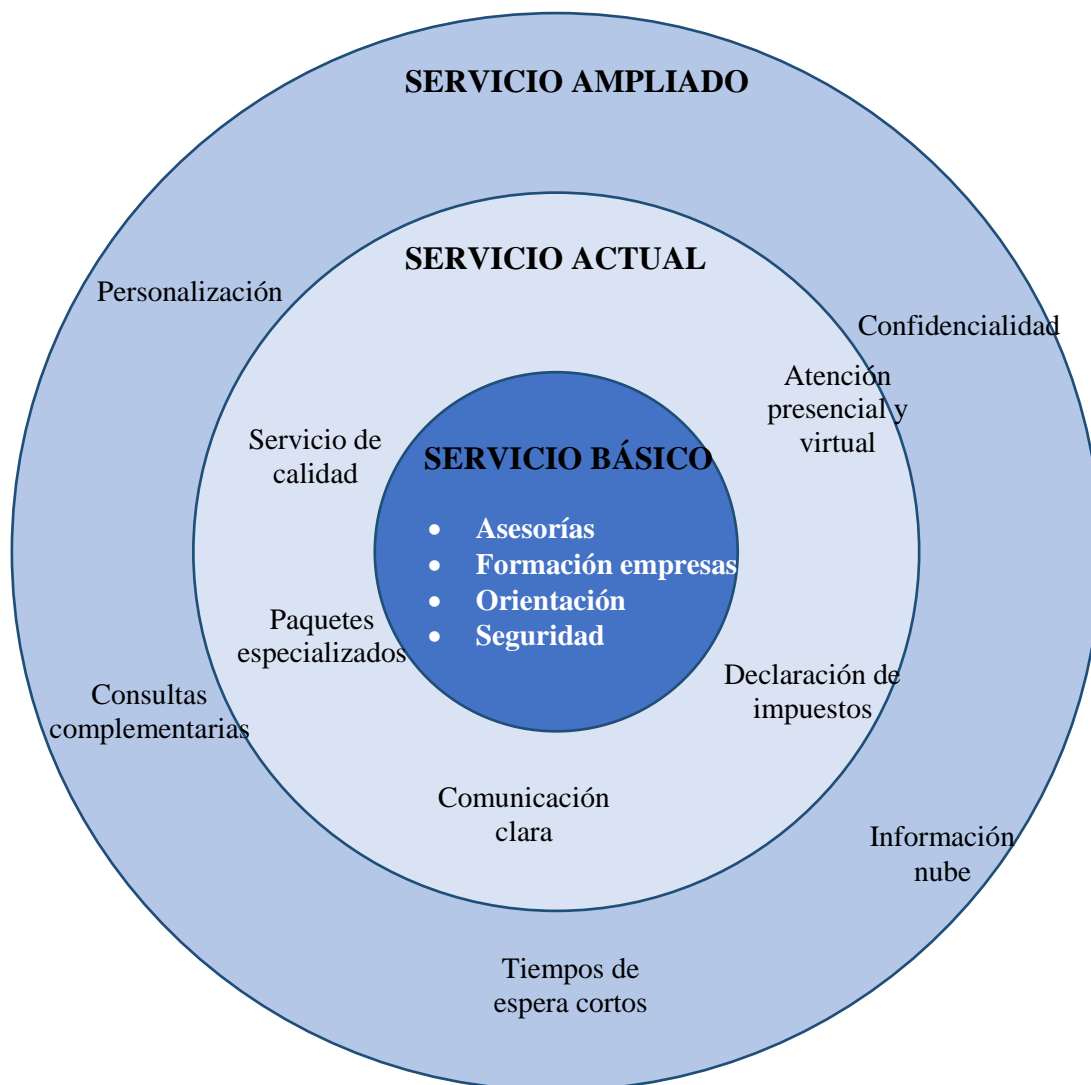 SERVICIO AMPLIADO
SERVICIO ACTUAL
Personalización
Confidencialidad
Atención
presencial y
virtual
Servicio de
calidad
SERVICIO BÁSICO
• Asesorías
• Formación empresas
• Orientación
• Seguridad
Paquetes
especializados
Declaración de
impuestos
Consultas
complementarias
Comunicación
clara
Información
nube
Tiempos de
espera cortos